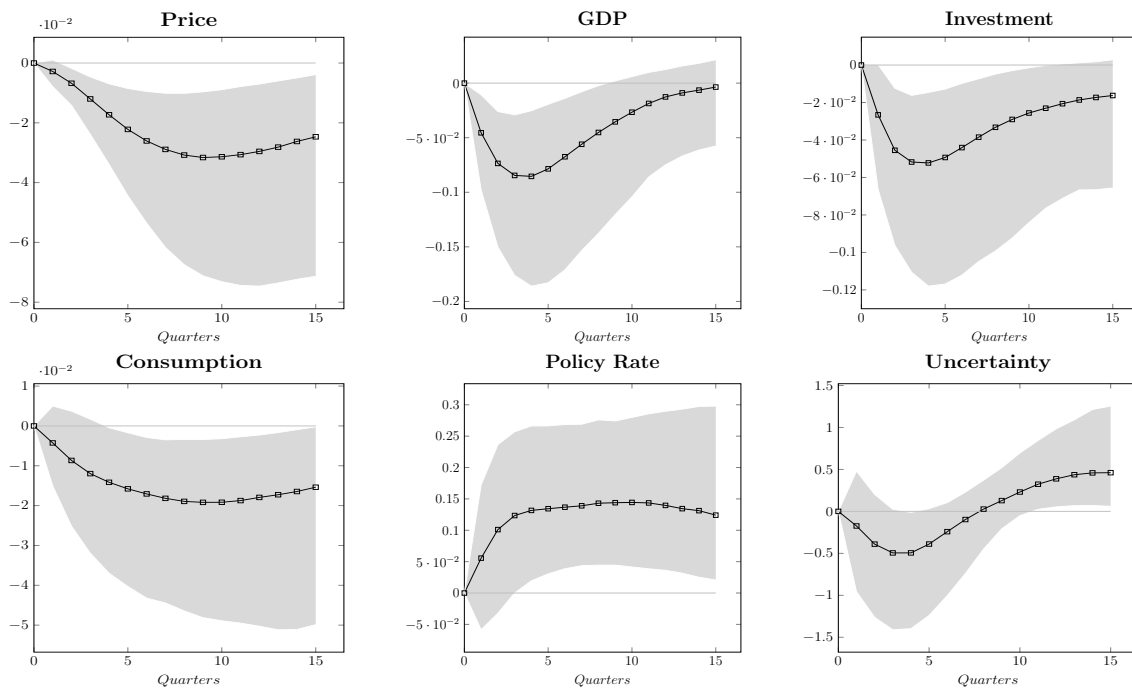 Price
·10⁻²
0
−2
−4
−6
−8
0 5 10 15
Quarters
GDP
0
−5 · 10⁻²
−0.1
−0.15
−0.2
0 5 10 15
Quarters
Investment
0
−2 · 10⁻²
−4 · 10⁻²
−6 · 10⁻²
−8 · 10⁻²
−0.1
−0.12
0 5 10 15
Quarters
Consumption
·10⁻²
1
0
−1
−2
−3
−4
−5
0 5 10 15
Quarters
Policy Rate
0.3
0.25
0.2
0.15
0.1
5 · 10⁻²
0
−5 · 10⁻²
0 5 10 15
Quarters
Uncertainty
1.5
1
0.5
0
−0.5
−1
−1.5
0 5 10 15
Quarters